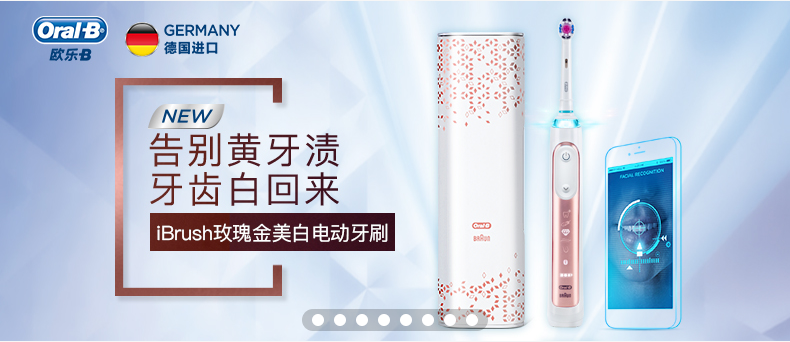 Oral-B
欧乐-B
GERMANY
德国进口
NEW
告别黄牙渍
牙齿白回来
iBrush玫瑰金美白电动牙刷
Oral-B
BRAUN
Oral-B
BRAUN
FACIAL RECOGNITION